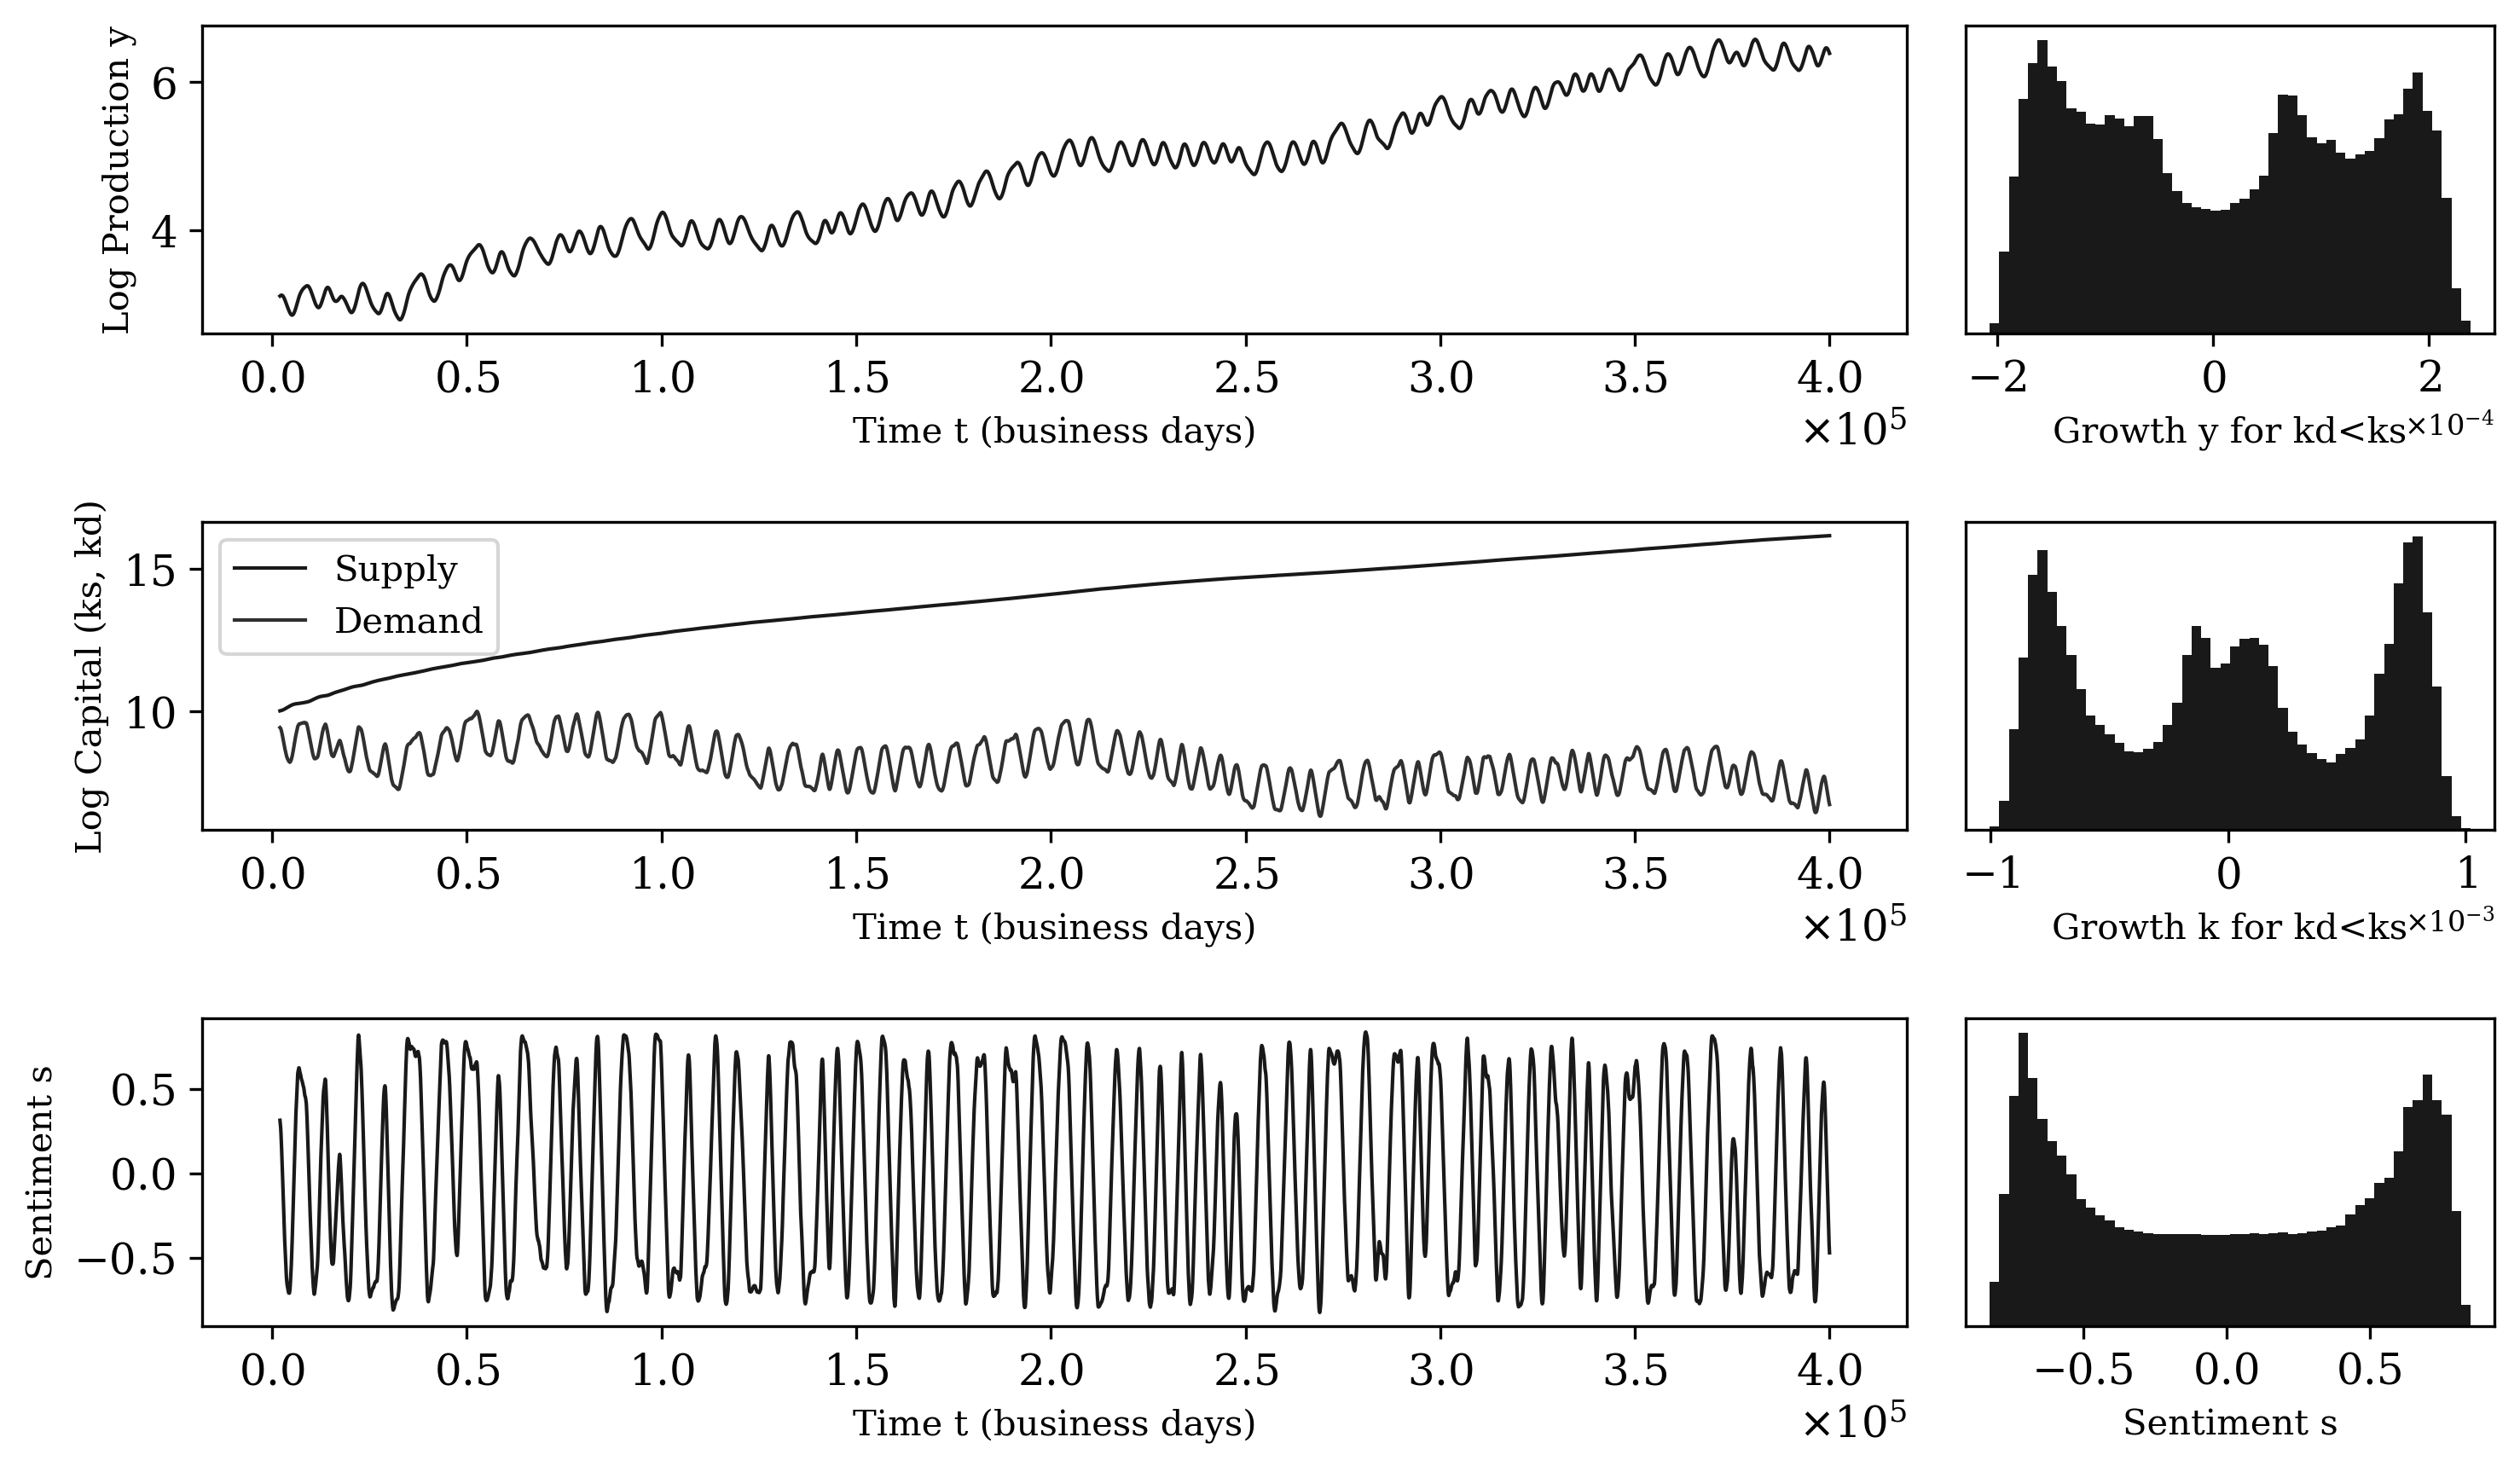 Log Production y
6
4
0.0 0.5 1.0 1.5 2.0 2.5 3.0 3.5 4.0
Time t (business days)
×10⁵
−2 0 2
Growth y for kd<ks
×10⁻⁴
Log Capital (ks, kd)
15
10
Supply
Demand
0.0 0.5 1.0 1.5 2.0 2.5 3.0 3.5 4.0
Time t (business days)
×10⁵
−1 0 1
Growth k for kd<ks
×10⁻³
Sentiment s
0.5
0.0
−0.5
0.0 0.5 1.0 1.5 2.0 2.5 3.0 3.5 4.0
Time t (business days)
×10⁵
−0.5 0.0 0.5
Sentiment s